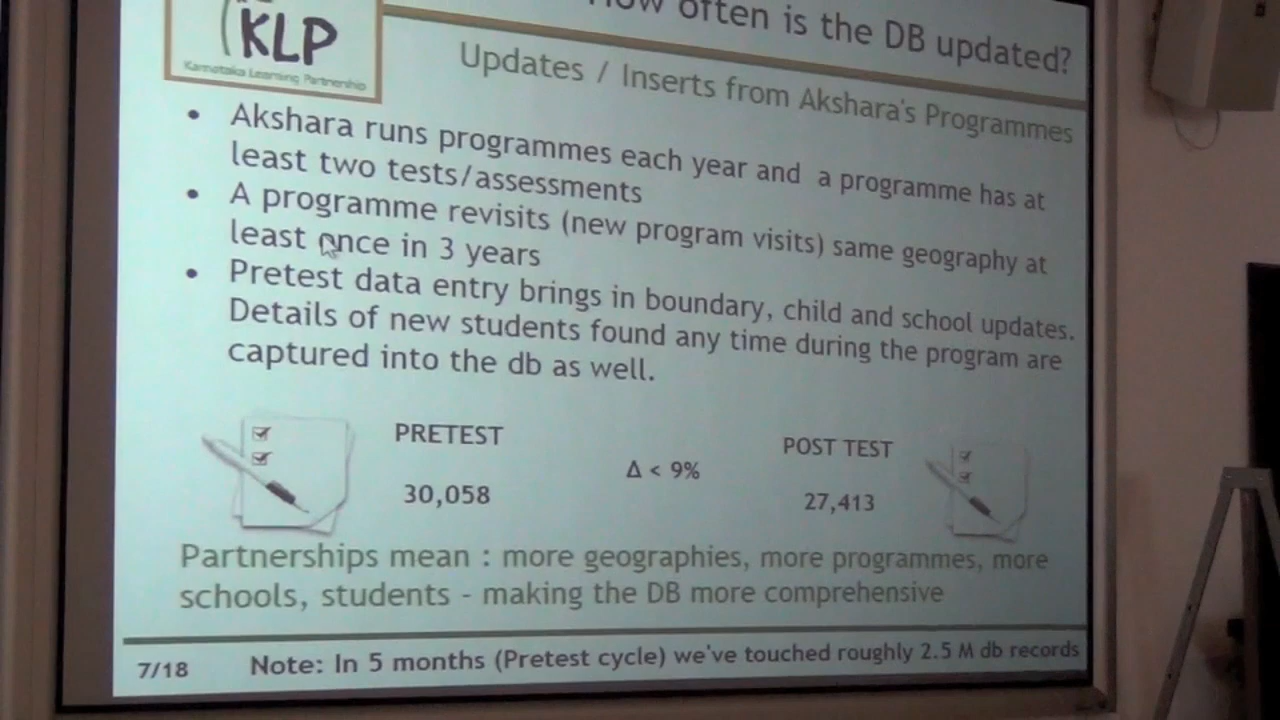 KLP
Karnataka Learning Partnership
How often is the DB updated?
Updates / Inserts from Akshara's Programmes
• Akshara runs programmes each year and a programme has at
least two tests/assessments
• A programme revisits (new program visits) same geography at
least once in 3 years
• Pretest data entry brings in boundary, child and school updates.
Details of new students found any time during the program are
captured into the db as well.
PRETEST
30,058
Δ < 9%
POST TEST
27,413
Partnerships mean : more geographies, more programmes, more
schools, students - making the DB more comprehensive
7/18
Note: In 5 months (Pretest cycle) we've touched roughly 2.5 M db records